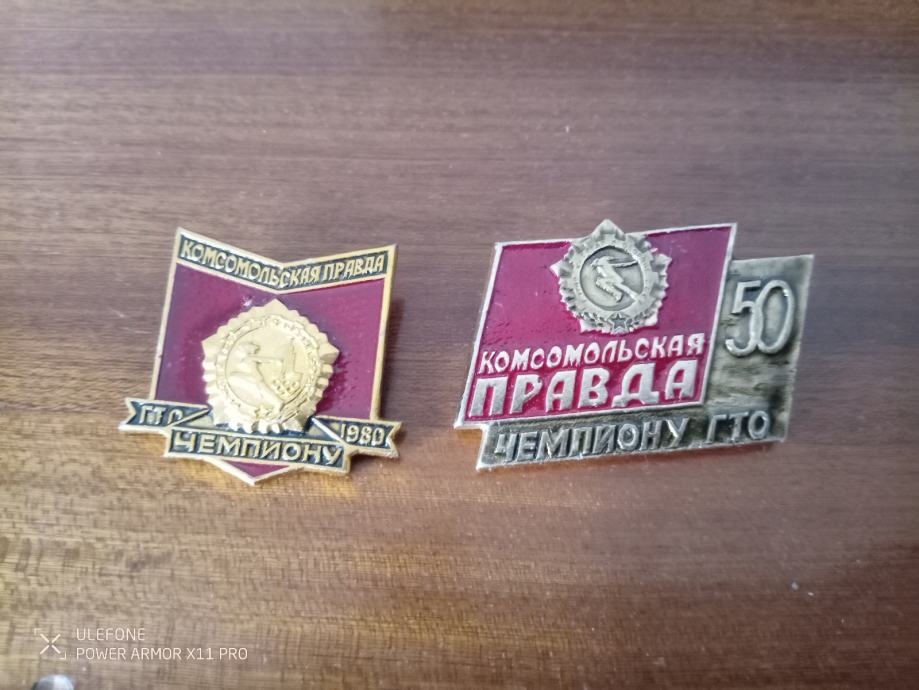 КОМСОМОЛЬСКАЯ ПРАВДА
ГТО 1980
ЧЕМПИОНУ
50
КОМСОМОЛЬСКАЯ
ПРАВДА
ЧЕМПИОНУ ГТО
ULEFONE
POWER ARMOR X11 PRO